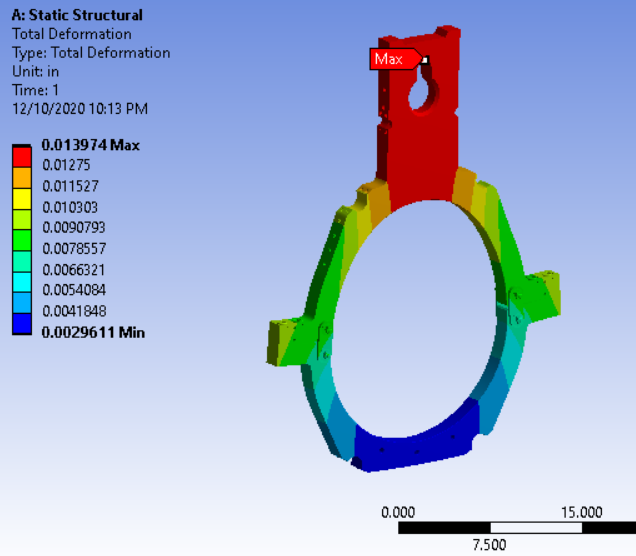 A: Static Structural
Total Deformation
Type: Total Deformation
Unit: in
Time: 1
12/10/2020 10:13 PM
Max
0.013974 Max
0.01275
0.011527
0.010303
0.0090793
0.0078557
0.0066321
0.0054084
0.0041848
0.0029611 Min
0.000 15.000
7.500